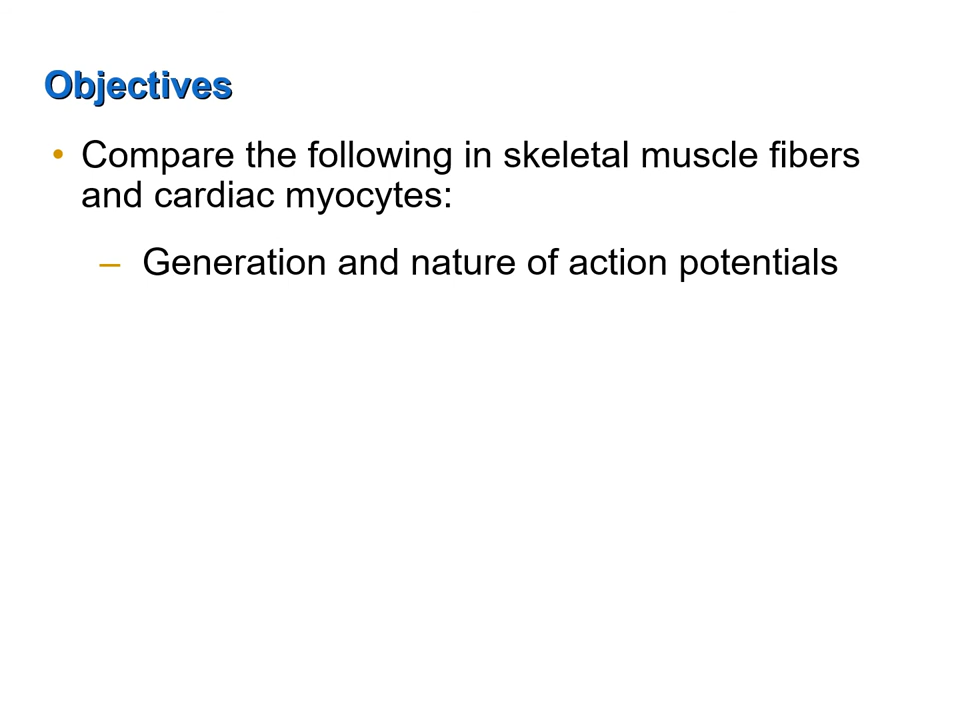 Objectives
• Compare the following in skeletal muscle fibers
and cardiac myocytes:
– Generation and nature of action potentials